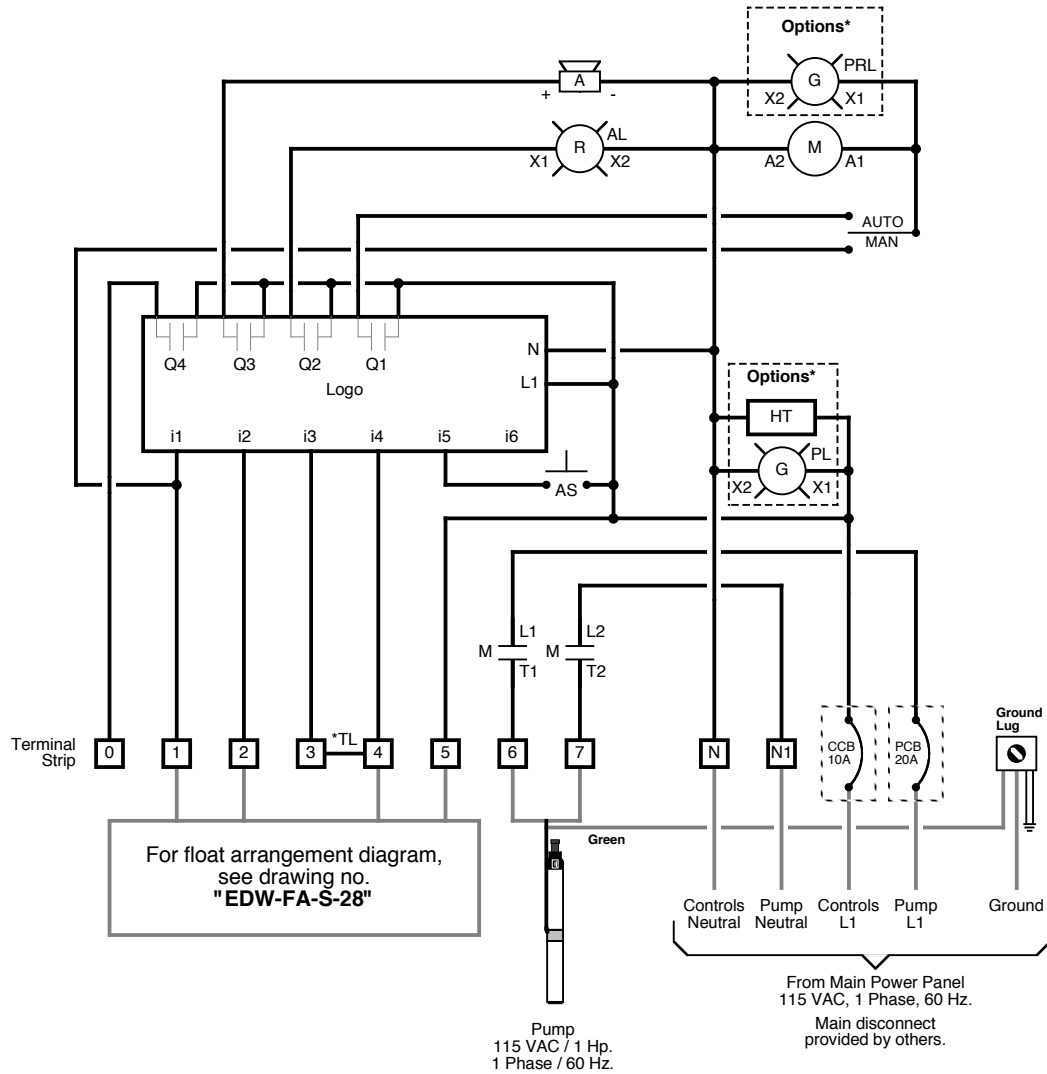 Options*
PRL
G
X2 X1
A
+ -
AL
R
X1 X2
M
A2 A1
AUTO
MAN
Q4 Q3 Q2 Q1
N
L1
Logo
i1 i2 i3 i4 i5 i6
Options*
HT
PL
G
X2 X1
AS
L1 L2
M M
T1 T2
Terminal
Strip
0 1 2 3 *TL 4 5 6 7 N N1
CCB
10A
PCB
20A
Ground
Lug
Green
For float arrangement diagram,
see drawing no.
"EDW-FA-S-28"
Controls
Neutral
Pump
Neutral
Controls
L1
Pump
L1
Ground
From Main Power Panel
115 VAC, 1 Phase, 60 Hz.
Main disconnect
provided by others.
Pump
115 VAC / 1 Hp.
1 Phase / 60 Hz.